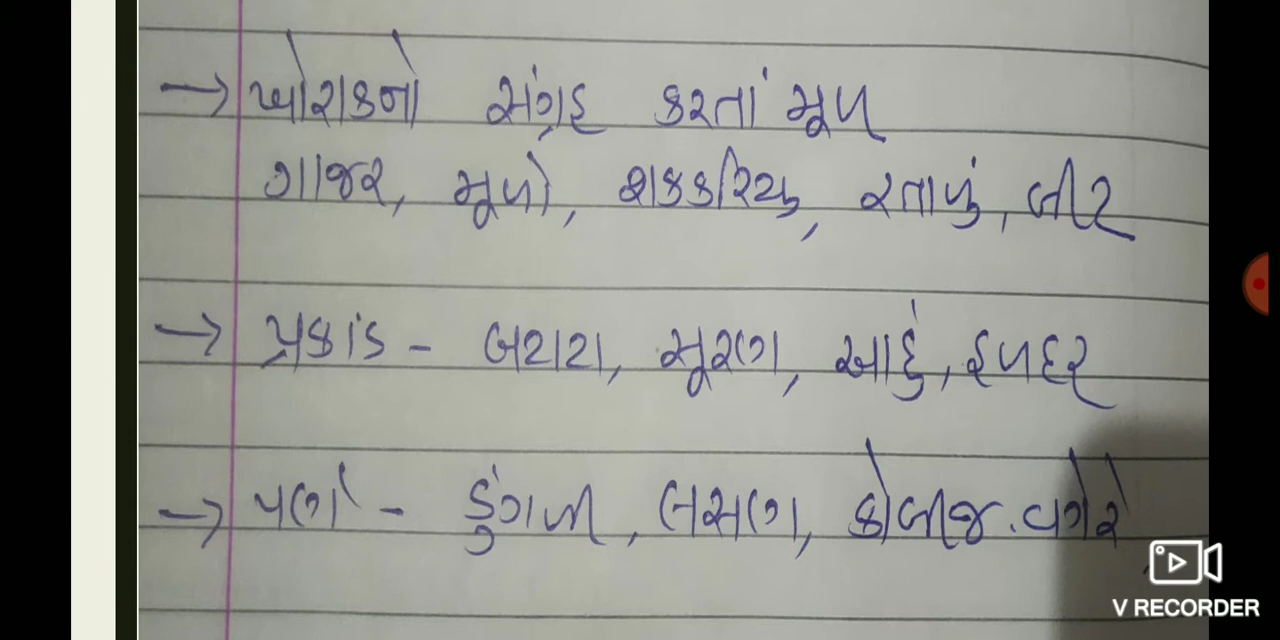 → ખોરાકનો સંગ્રહ કરતાં મૂળ
ગાજર, મૂળો, શક્કરિયુ, રતાળું, બીટ
→ પ્રકાંડ - બટાટા, સૂરણ, આદું, હળદર
→ પર્ણ - ડુંગળી, લસણ, કોબીજ. વગેરે
V RECORDER